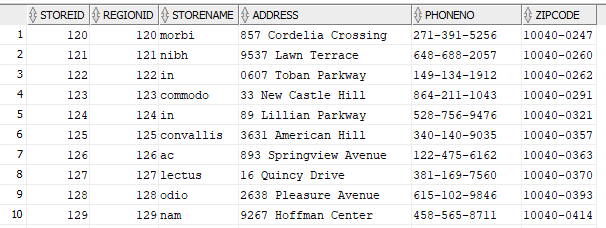 STOREID REGIONID STORENAME ADDRESS PHONENO ZIPCODE
1 120 120 morbi 857 Cordelia Crossing 271-391-5256 10040-0247
2 121 121 nibh 9537 Lawn Terrace 648-688-2057 10040-0260
3 122 122 in 0607 Toban Parkway 149-134-1912 10040-0262
4 123 123 commodo 33 New Castle Hill 864-211-1043 10040-0291
5 124 124 in 89 Lillian Parkway 528-756-9476 10040-0321
6 125 125 convallis 3631 American Hill 340-140-9035 10040-0357
7 126 126 ac 893 Springview Avenue 122-475-6162 10040-0363
8 127 127 lectus 16 Quincy Drive 381-169-7560 10040-0370
9 128 128 odio 2638 Pleasure Avenue 615-102-9846 10040-0393
10 129 129 nam 9267 Hoffman Center 458-565-8711 10040-0414